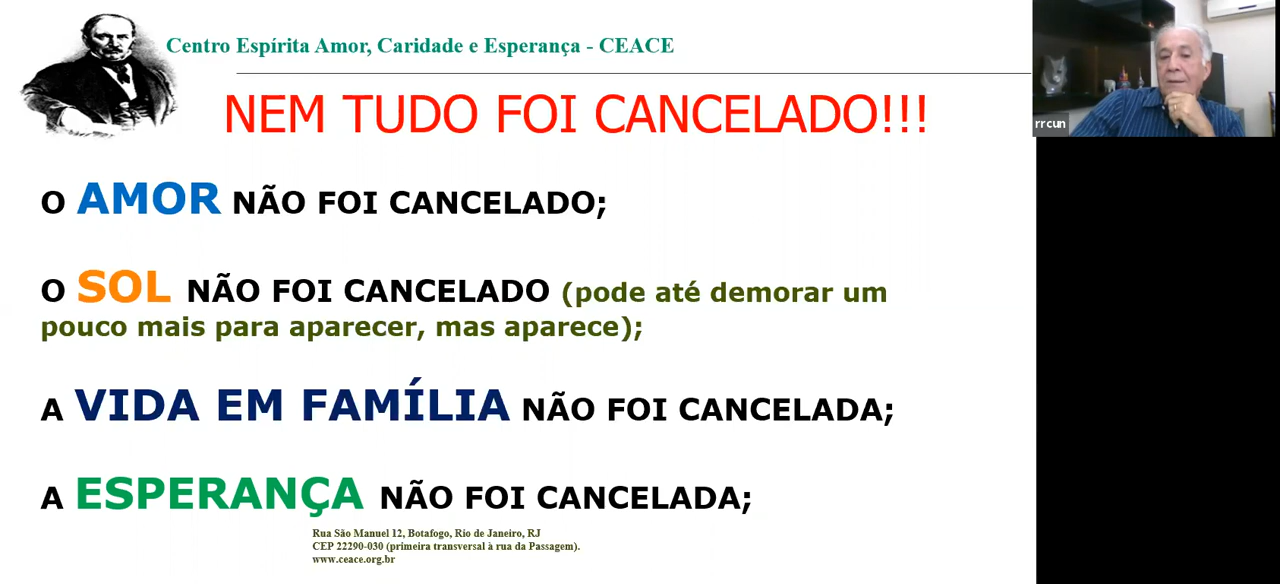 Centro Espírita Amor, Caridade e Esperança - CEACE
NEM TUDO FOI CANCELADO!!!
O AMOR NÃO FOI CANCELADO;
O SOL NÃO FOI CANCELADO (pode até demorar um
pouco mais para aparecer, mas aparece);
A VIDA EM FAMÍLIA NÃO FOI CANCELADA;
A ESPERANÇA NÃO FOI CANCELADA;
Rua São Manuel 12, Botafogo, Rio de Janeiro, RJ
CEP 22290-030 (primeira transversal à rua da Passagem).
www.ceace.org.br
rrcun